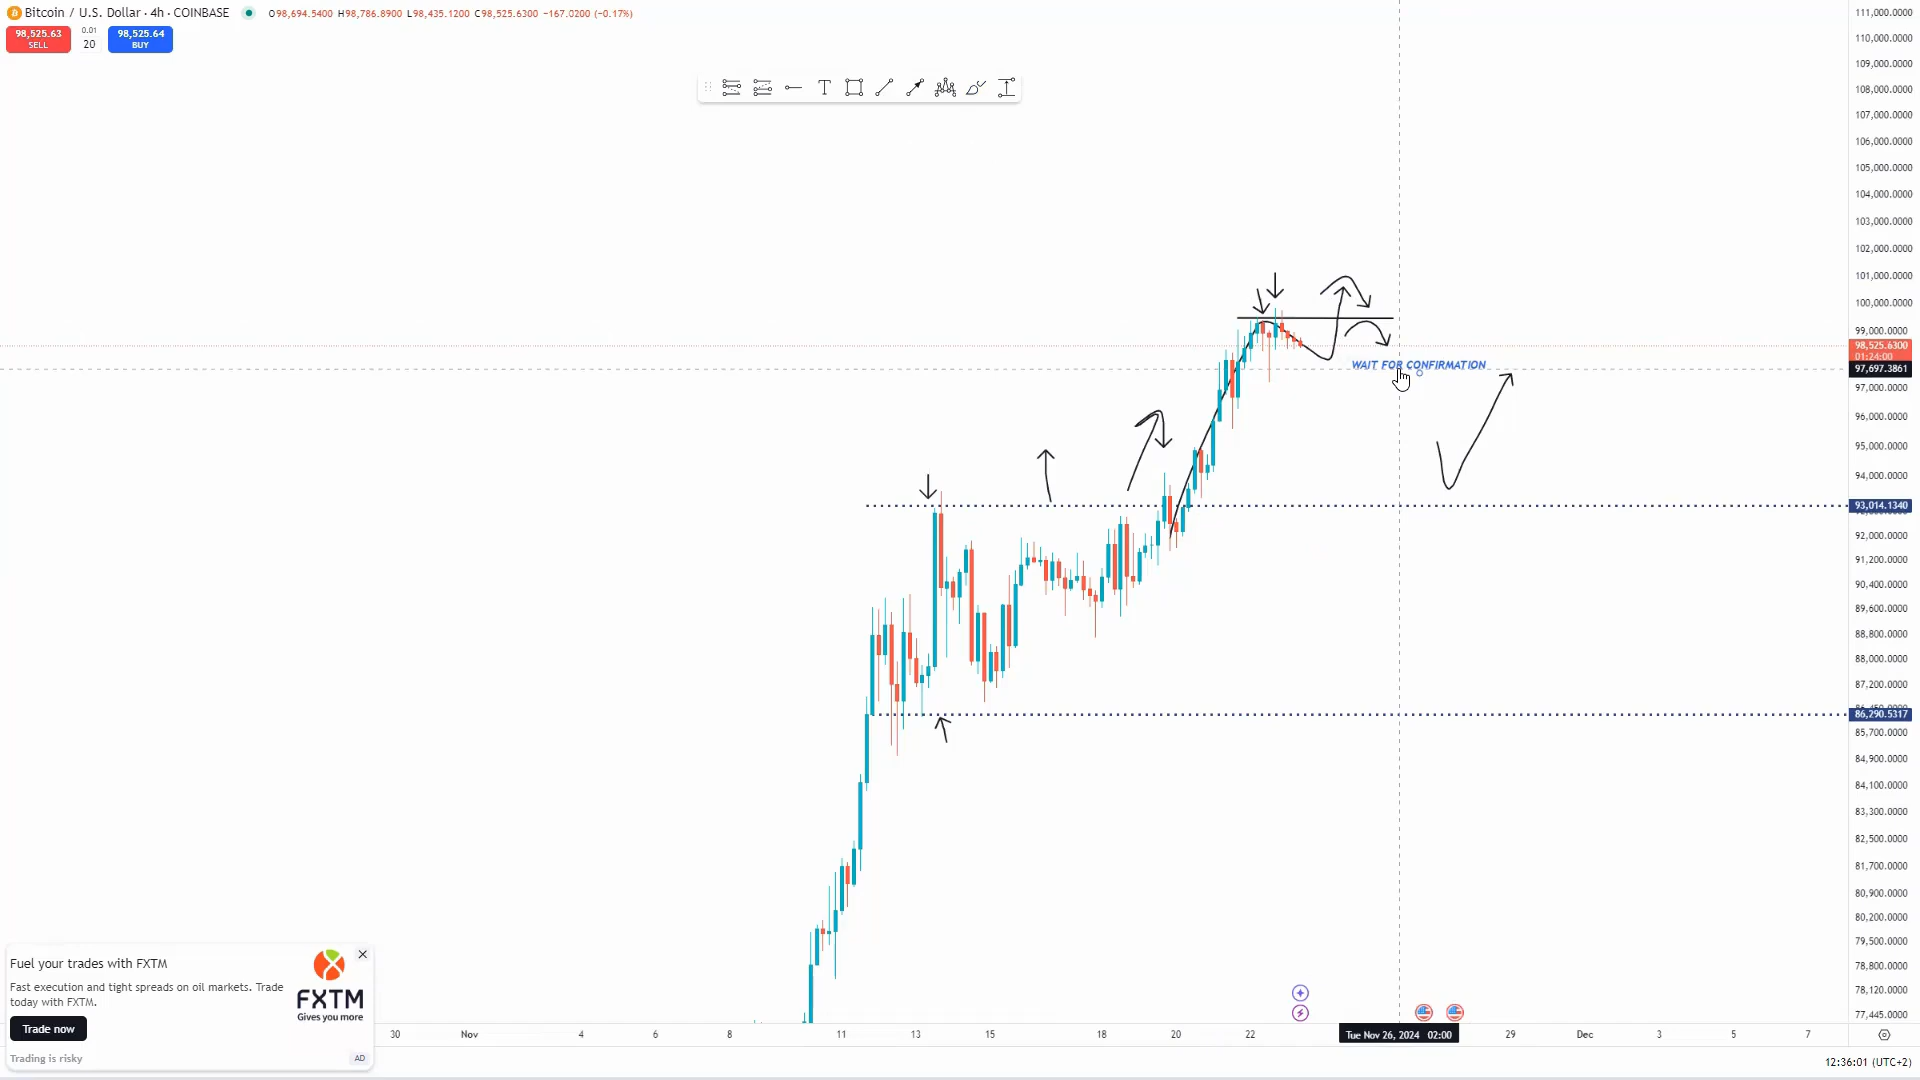 Bitcoin / U.S. Dollar · 4h · COINBASE
O98,694.5400 H98,786.8900 L98,435.1200 C98,525.6300 −167.0200 (−0.17%)
98,525.63
SELL
0.01
20
98,525.64
BUY
T
WAIT FOR CONFIRMATION
111,000.0000
110,000.0000
109,000.0000
108,000.0000
107,000.0000
106,000.0000
105,000.0000
104,000.0000
103,000.0000
102,000.0000
101,000.0000
100,000.0000
99,000.0000
98,525.6300
01:24:00
97,697.3861
97,000.0000
96,000.0000
95,000.0000
94,000.0000
93,014.1340
92,000.0000
91,200.0000
90,400.0000
89,600.0000
88,800.0000
88,000.0000
87,200.0000
86,290.5317
85,700.0000
84,900.0000
84,100.0000
83,300.0000
82,500.0000
81,700.0000
80,900.0000
80,200.0000
79,500.0000
78,800.0000
78,120.0000
77,445.0000
Fuel your trades with FXTM
Fast execution and tight spreads on oil markets. Trade
today with FXTM.
Trade now
Trading is risky
FXTM
Gives you more
AD
30 Nov 4 6 8 11 13 15 18 20 22 Tue Nov 26, 2024 02:00 29 Dec 3 5 7
12:36:01 (UTC+2)